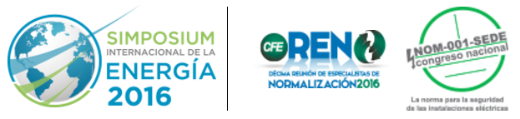 SIMPOSIUM
INTERNACIONAL DE LA
ENERGÍA
2016
CFE
RENO
DÉCIMA REUNIÓN DE ESPECIALISTAS DE
NORMALIZACIÓN2016
NOM-001-SEDE
congreso nacional
La norma para la seguridad
de las instalaciones eléctricas